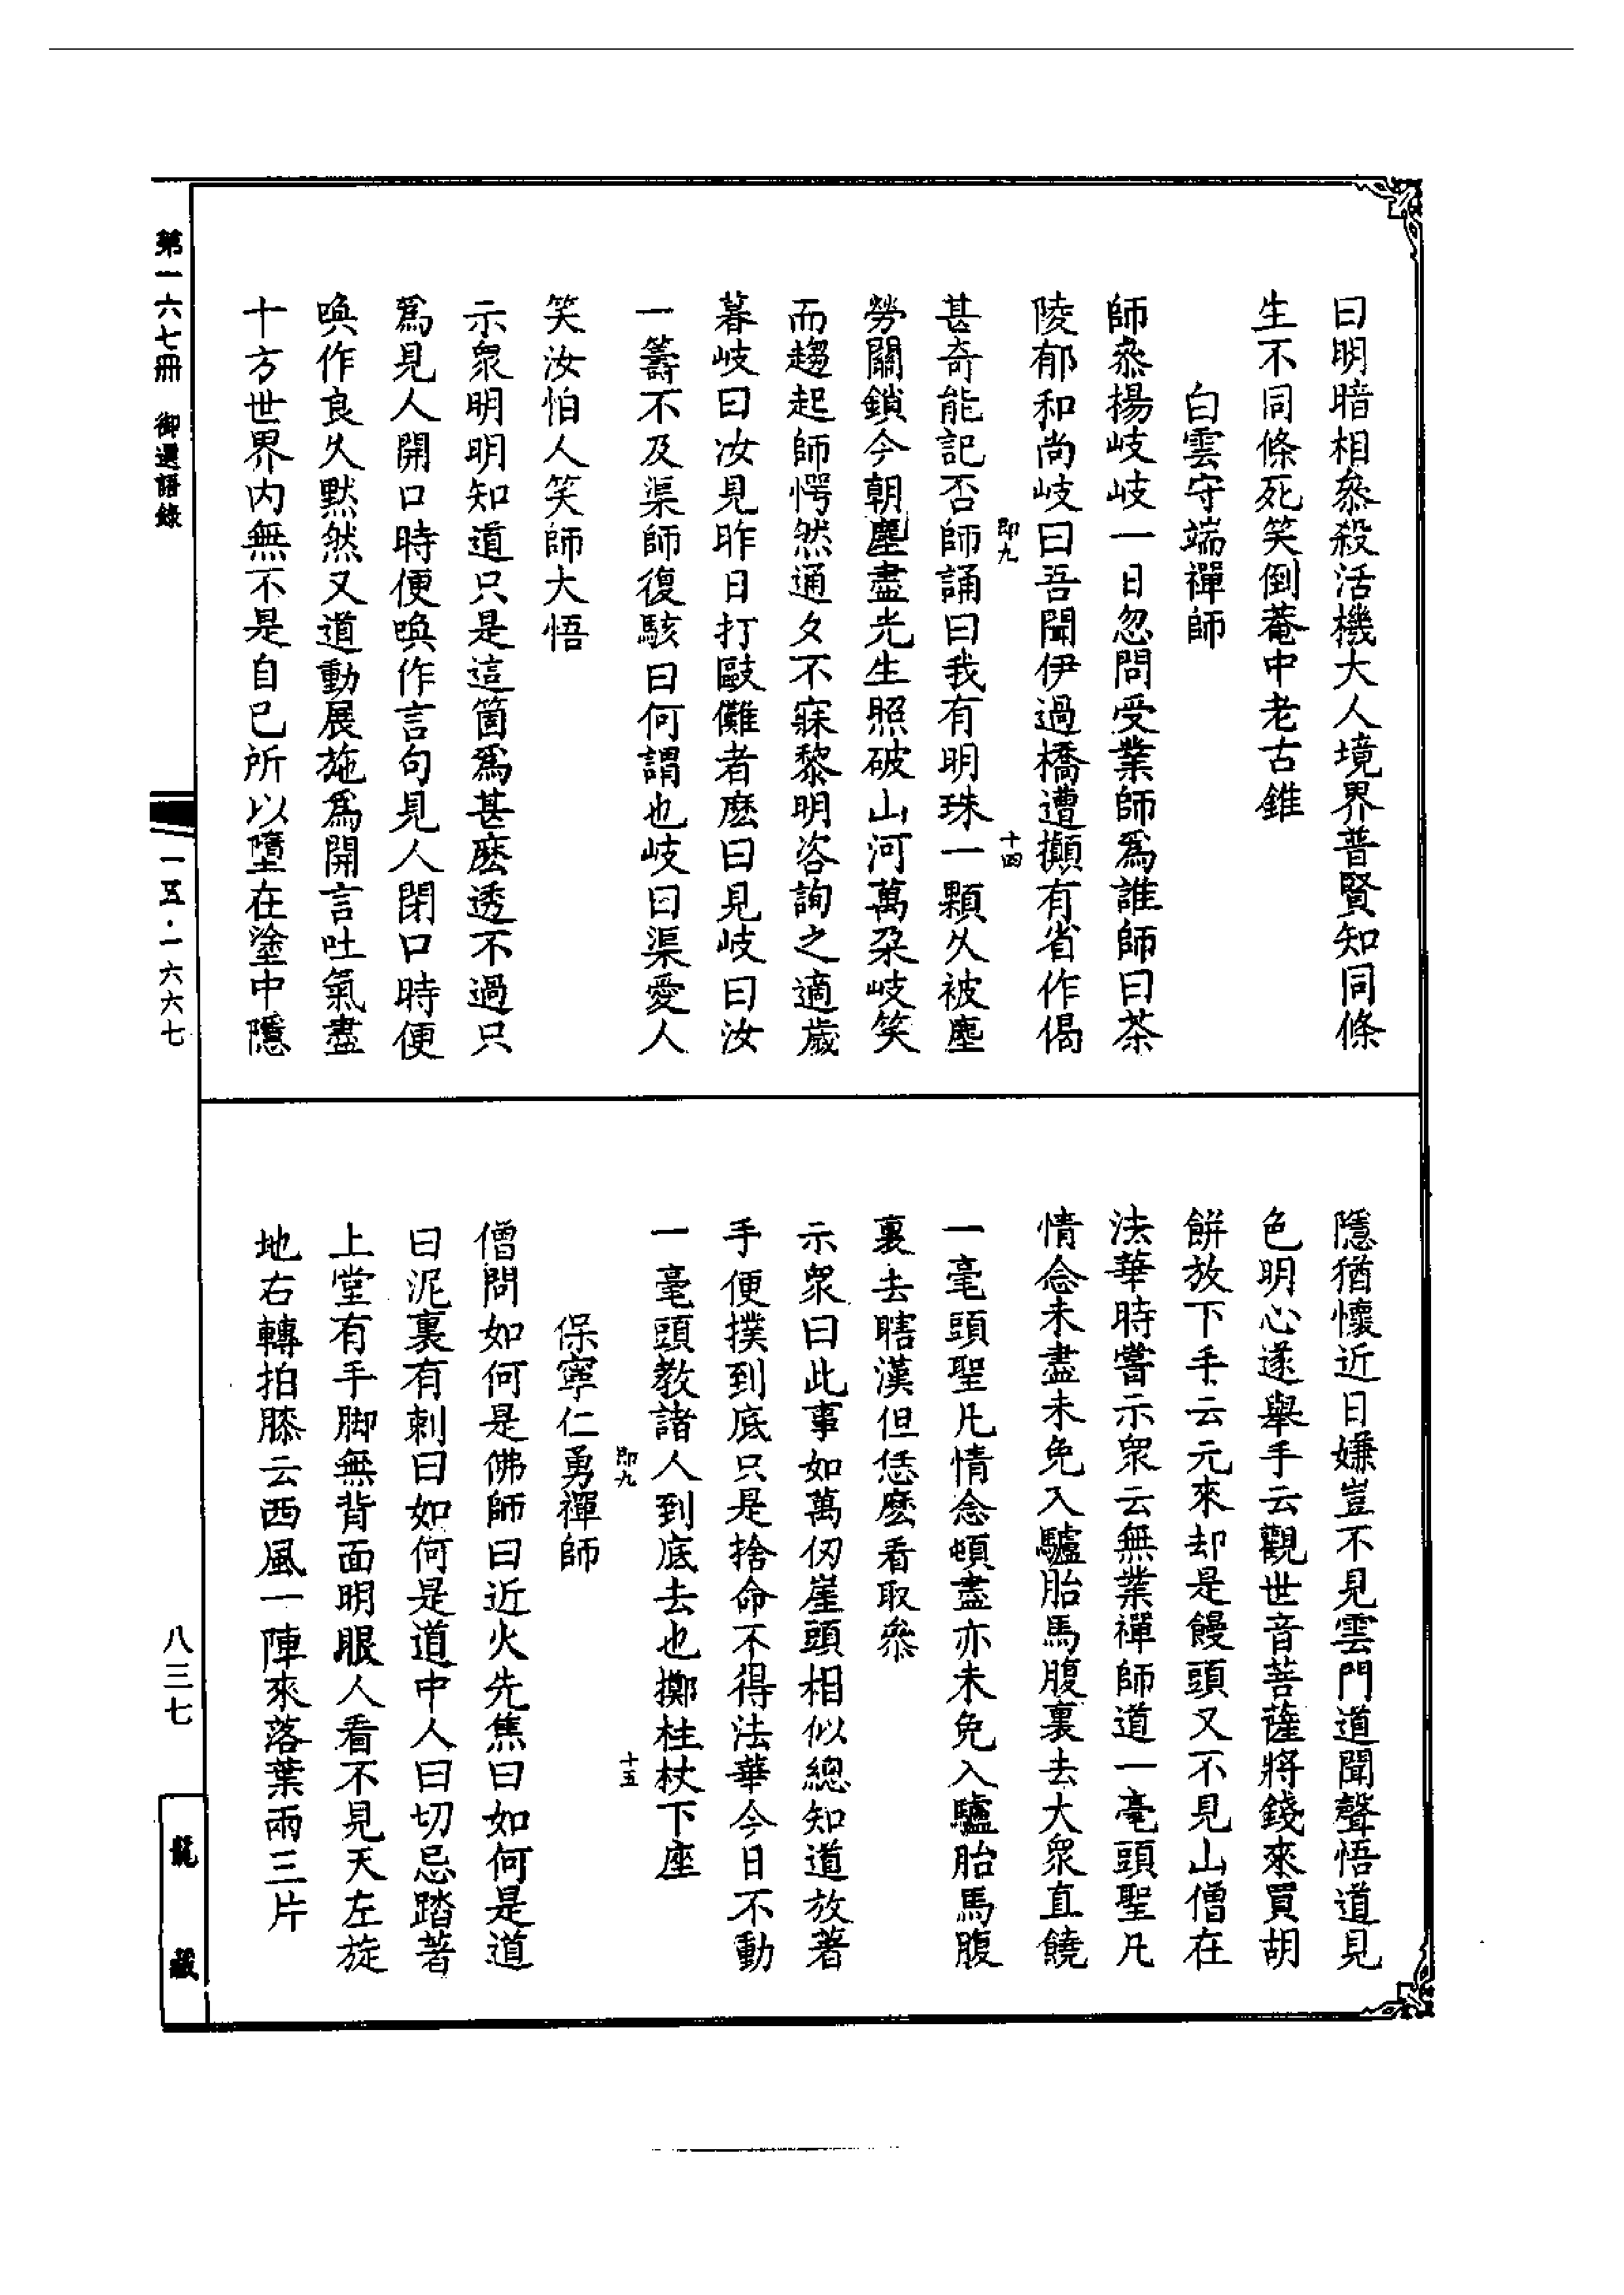 曰明暗相叅殺活機大人境界普賢知同條
生不同條死笑倒菴中老古錐
白雲守端禪師
師叅揚岐岐一日忽問受業師爲誰師曰茶
陵郁和尚岐曰吾聞伊過橋遭攧有省作偈
即九
十四
甚奇能記否師誦曰我有明珠一顆久被塵
勞關鎖今朝塵盡光生照破山河萬朶岐笑
而趨起師愕然通夕不寐黎明咨詢之適歲
暮岐曰汝見昨日打毆儺者麽曰見岐曰汝
一籌不及渠師復駭曰何謂也岐曰渠愛人
笑汝怕人笑師大悟
示衆明明知道只是這箇爲甚麽透不過只
爲見人開口時便喚作言句見人閉口時便
喚作良久黙然又道動展施爲開言吐氣盡
十方世界内無不是自已所以墮在塗中隱
隱猶懷近日嫌豈不見雲門道聞聲悟道見
色明心遂舉手云觀世音菩薩將錢來買胡
餅放下手云元來却是饅頭又不見山僧在
法華時嘗示衆云無業禪師道一毫頭聖凡
情念未盡未免入驢胎馬腹裏去大衆直饒
一毫頭聖凡情念頓盡亦未免入驢胎馬腹
裏去瞎漢但恁麽看取叅
示衆曰此事如萬仞崖頭相似總知道放著
手便撲到底只是捨命不得法華今日不動
一毫頭教諸人到底去也擲柱杖下座
即九
十五
保寧仁勇禪師
僧問如何是佛師曰近火先焦曰如何是道
曰泥裏有刺曰如何是道中人曰切忌踏著
上堂有手脚無背面明眼人看不見天左旋
地右轉拍膝云西風一陣來落葉兩三片
第一六七冊 御選語錄
一五·一六六七
八三七
龍藏